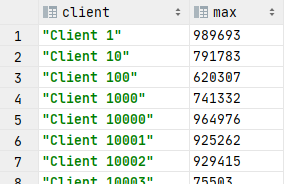 client max
1 "Client 1" 989693
2 "Client 10" 791783
3 "Client 100" 620307
4 "Client 1000" 741332
5 "Client 10000" 964976
6 "Client 10001" 925262
7 "Client 10002" 929415
8 "Client 10003" 75503